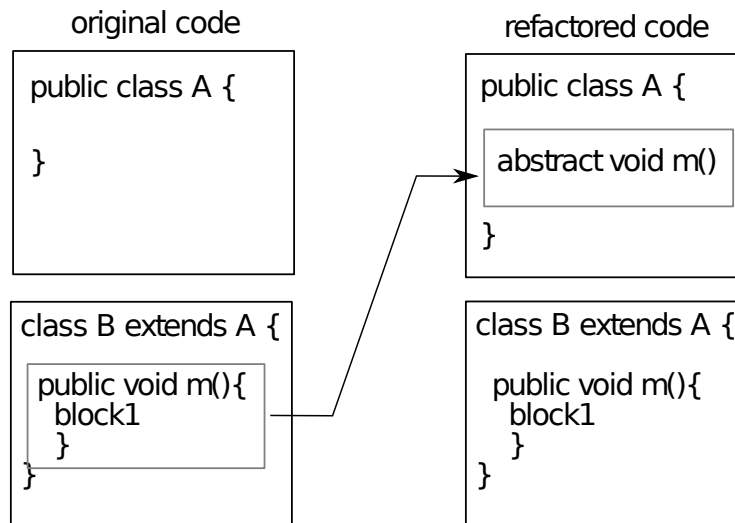 original code
public class A {
}
class B extends A {
public void m(){
block1
}
}
refactored code
public class A {
abstract void m()
}
class B extends A {
public void m(){
block1
}
}